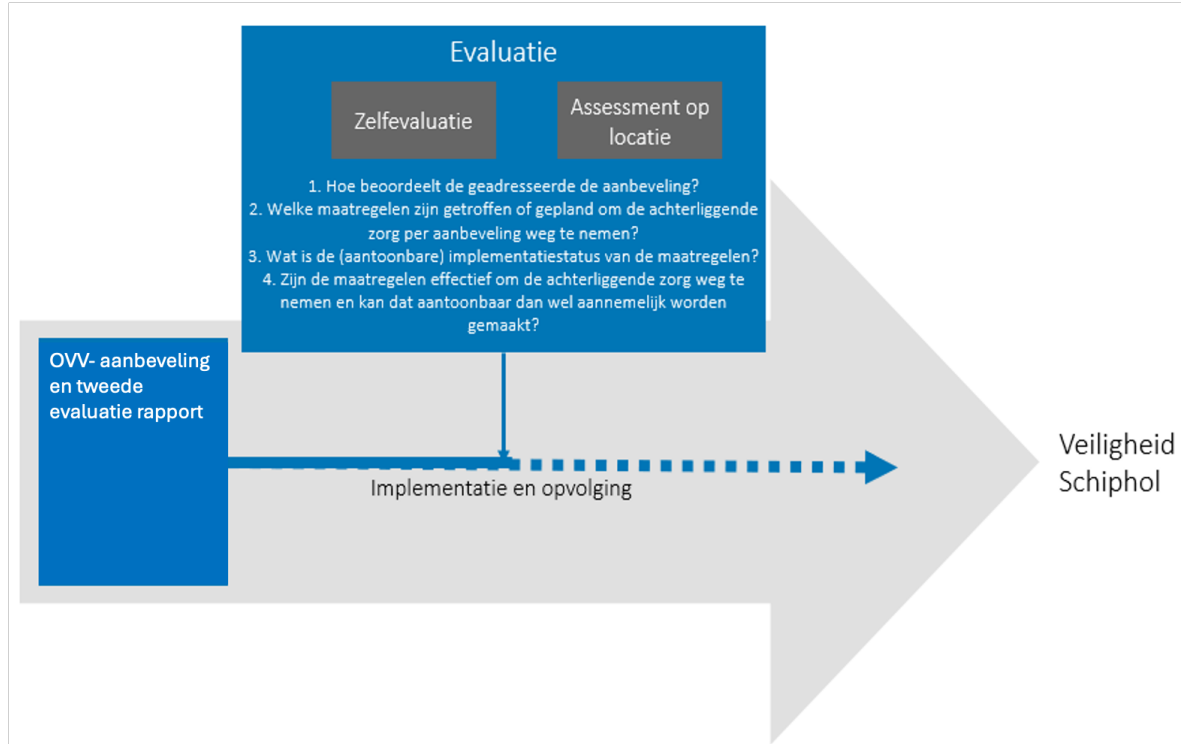 Evaluatie
Zelfevaluatie
Assessment op
locatie
1. Hoe beoordeelt de geadresseerde de aanbeveling?
2. Welke maatregelen zijn getroffen of gepland om de achterliggende
zorg per aanbeveling weg te nemen?
3. Wat is de (aantoonbare) implementatiestatus van de maatregelen?
4. Zijn de maatregelen effectief om de achterliggende zorg weg te
nemen en kan dat aantoonbaar dan wel aannemelijk worden
gemaakt?
OVV- aanbeveling
en tweede
evaluatie rapport
Implementatie en opvolging
Veiligheid
Schiphol